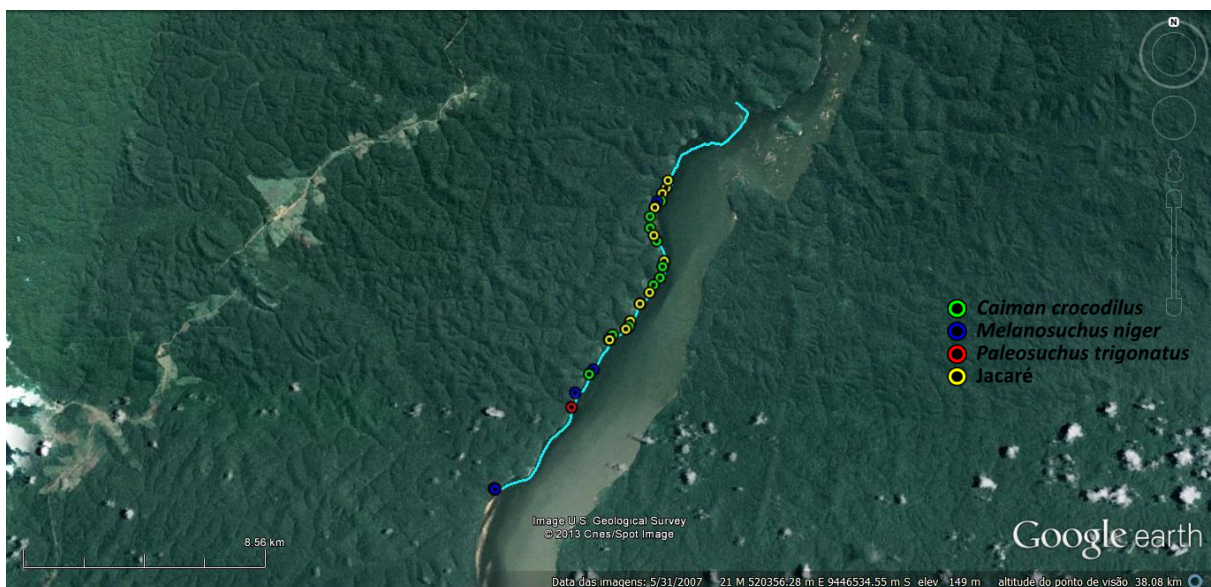 N
Caiman crocodilus
Melanosuchus niger
Paleosuchus trigonatus
Jacaré
Image U.S. Geological Survey
© 2013 Cnes/Spot Image
8.56 km
Google earth
Data das imagens: 5/31/2007 21 M 520356.28 m E 9446534.55 m S elev 149 m altitude do ponto de visão 38.08 km